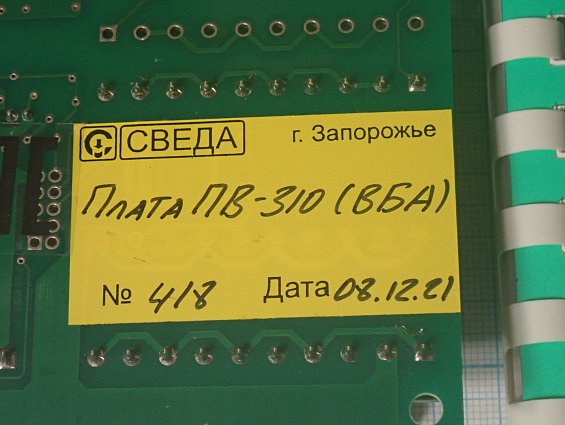 СВЕДА г. Запорожье
Плата ПВ-310 (ВБА)
№ 418 Дата 08.12.21